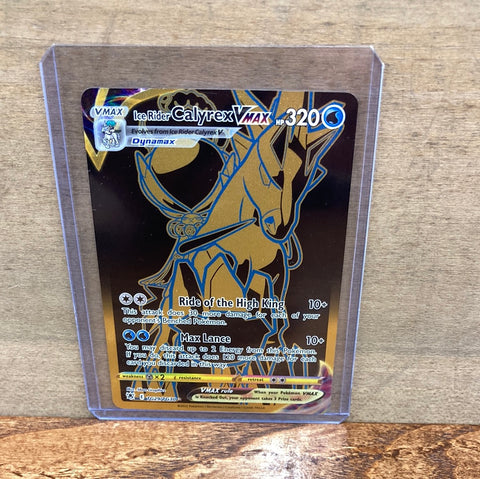 VMAX Ice Rider Calyrex VMAX HP 320
Evolves from Ice Rider Calyrex V
Dynamax
Ride of the High King 10+
This attack does 30 more damage for each of your
opponent's Benched Pokémon.
Max Lance 10+
You may discard up to 2 Energy from this Pokémon.
If you do, this attack does 120 more damage for each
card you discarded in this way.
weakness ×2 resistance retreat
VMAX rule When your Pokémon VMAX
is Knocked Out, your opponent takes 3 Prize cards.